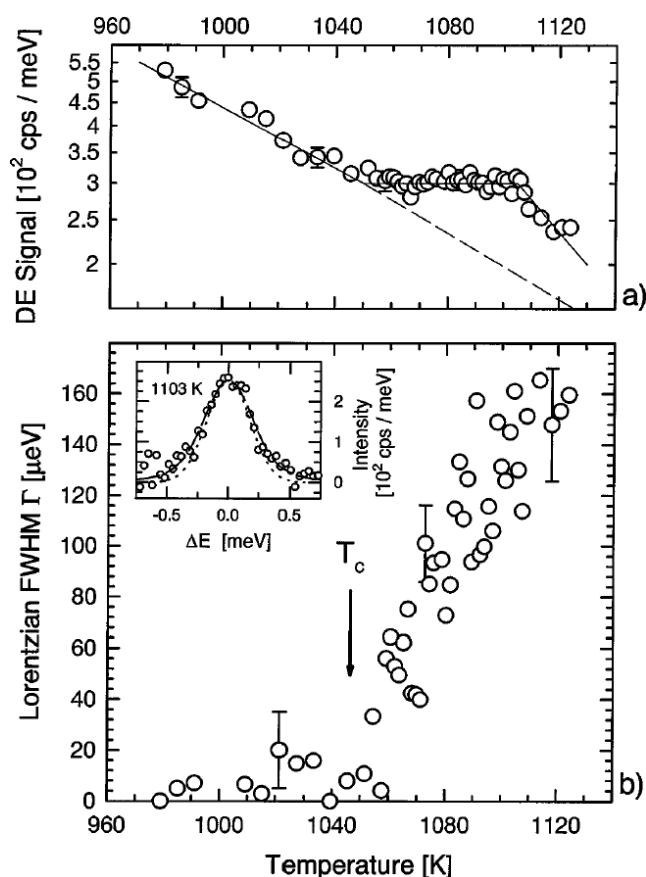 960 1000 1040 1080 1120
DE Signal [10² cps / meV]
5.5
5
4.5
4
3.5
3
2.5
2
a)
Lorentzian FWHM Γ [μeV]
160
140
120
100
80
60
40
20
0
1103 K
2
1
0
Intensity
[10² cps / meV]
-0.5 0.0 0.5
ΔE [meV]
T_c
b)
960 1000 1040 1080 1120
Temperature [K]